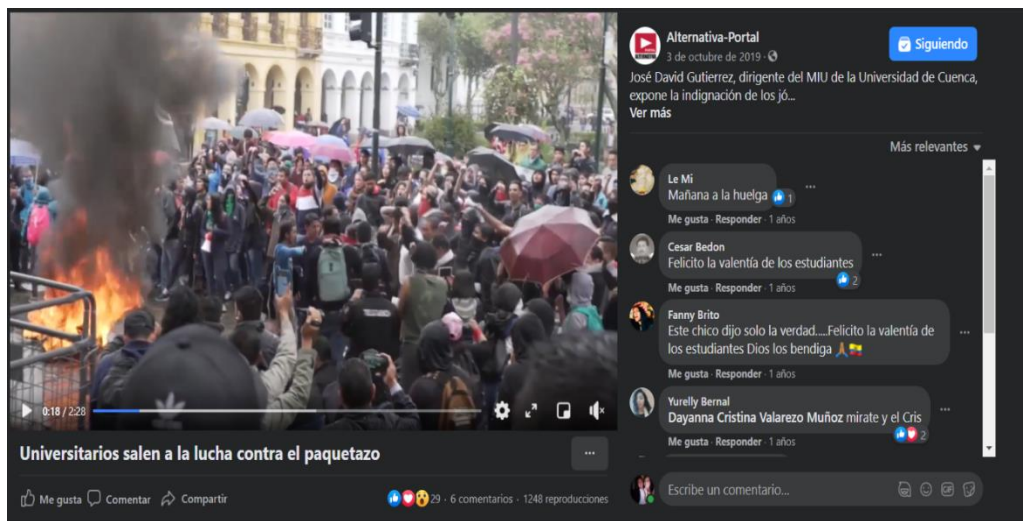 Alternativa-Portal
3 de octubre de 2019 ·
Siguiendo
José David Gutierrez, dirigente del MIU de la Universidad de Cuenca,
expone la indignación de los jó...
Ver más
Más relevantes
Le Mi
Mañana a la huelga 1
Me gusta · Responder · 1 años
Cesar Bedon
Felicito la valentía de los estudiantes
2
Me gusta · Responder · 1 años
Fanny Brito
Este chico dijo solo la verdad.....Felicito la valentía de
los estudiantes Dios los bendiga 🙏🇪🇨
Me gusta · Responder · 1 años
Yurelly Bernal
Dayanna Cristina Valarezo Muñoz mirate y el Cris
2
Me gusta · Responder · 1 años
Escribe un comentario...
GIF
0:18 / 2:28
Universitarios salen a la lucha contra el paquetazo
Me gusta Comentar Compartir 29 · 6 comentarios · 1248 reproducciones